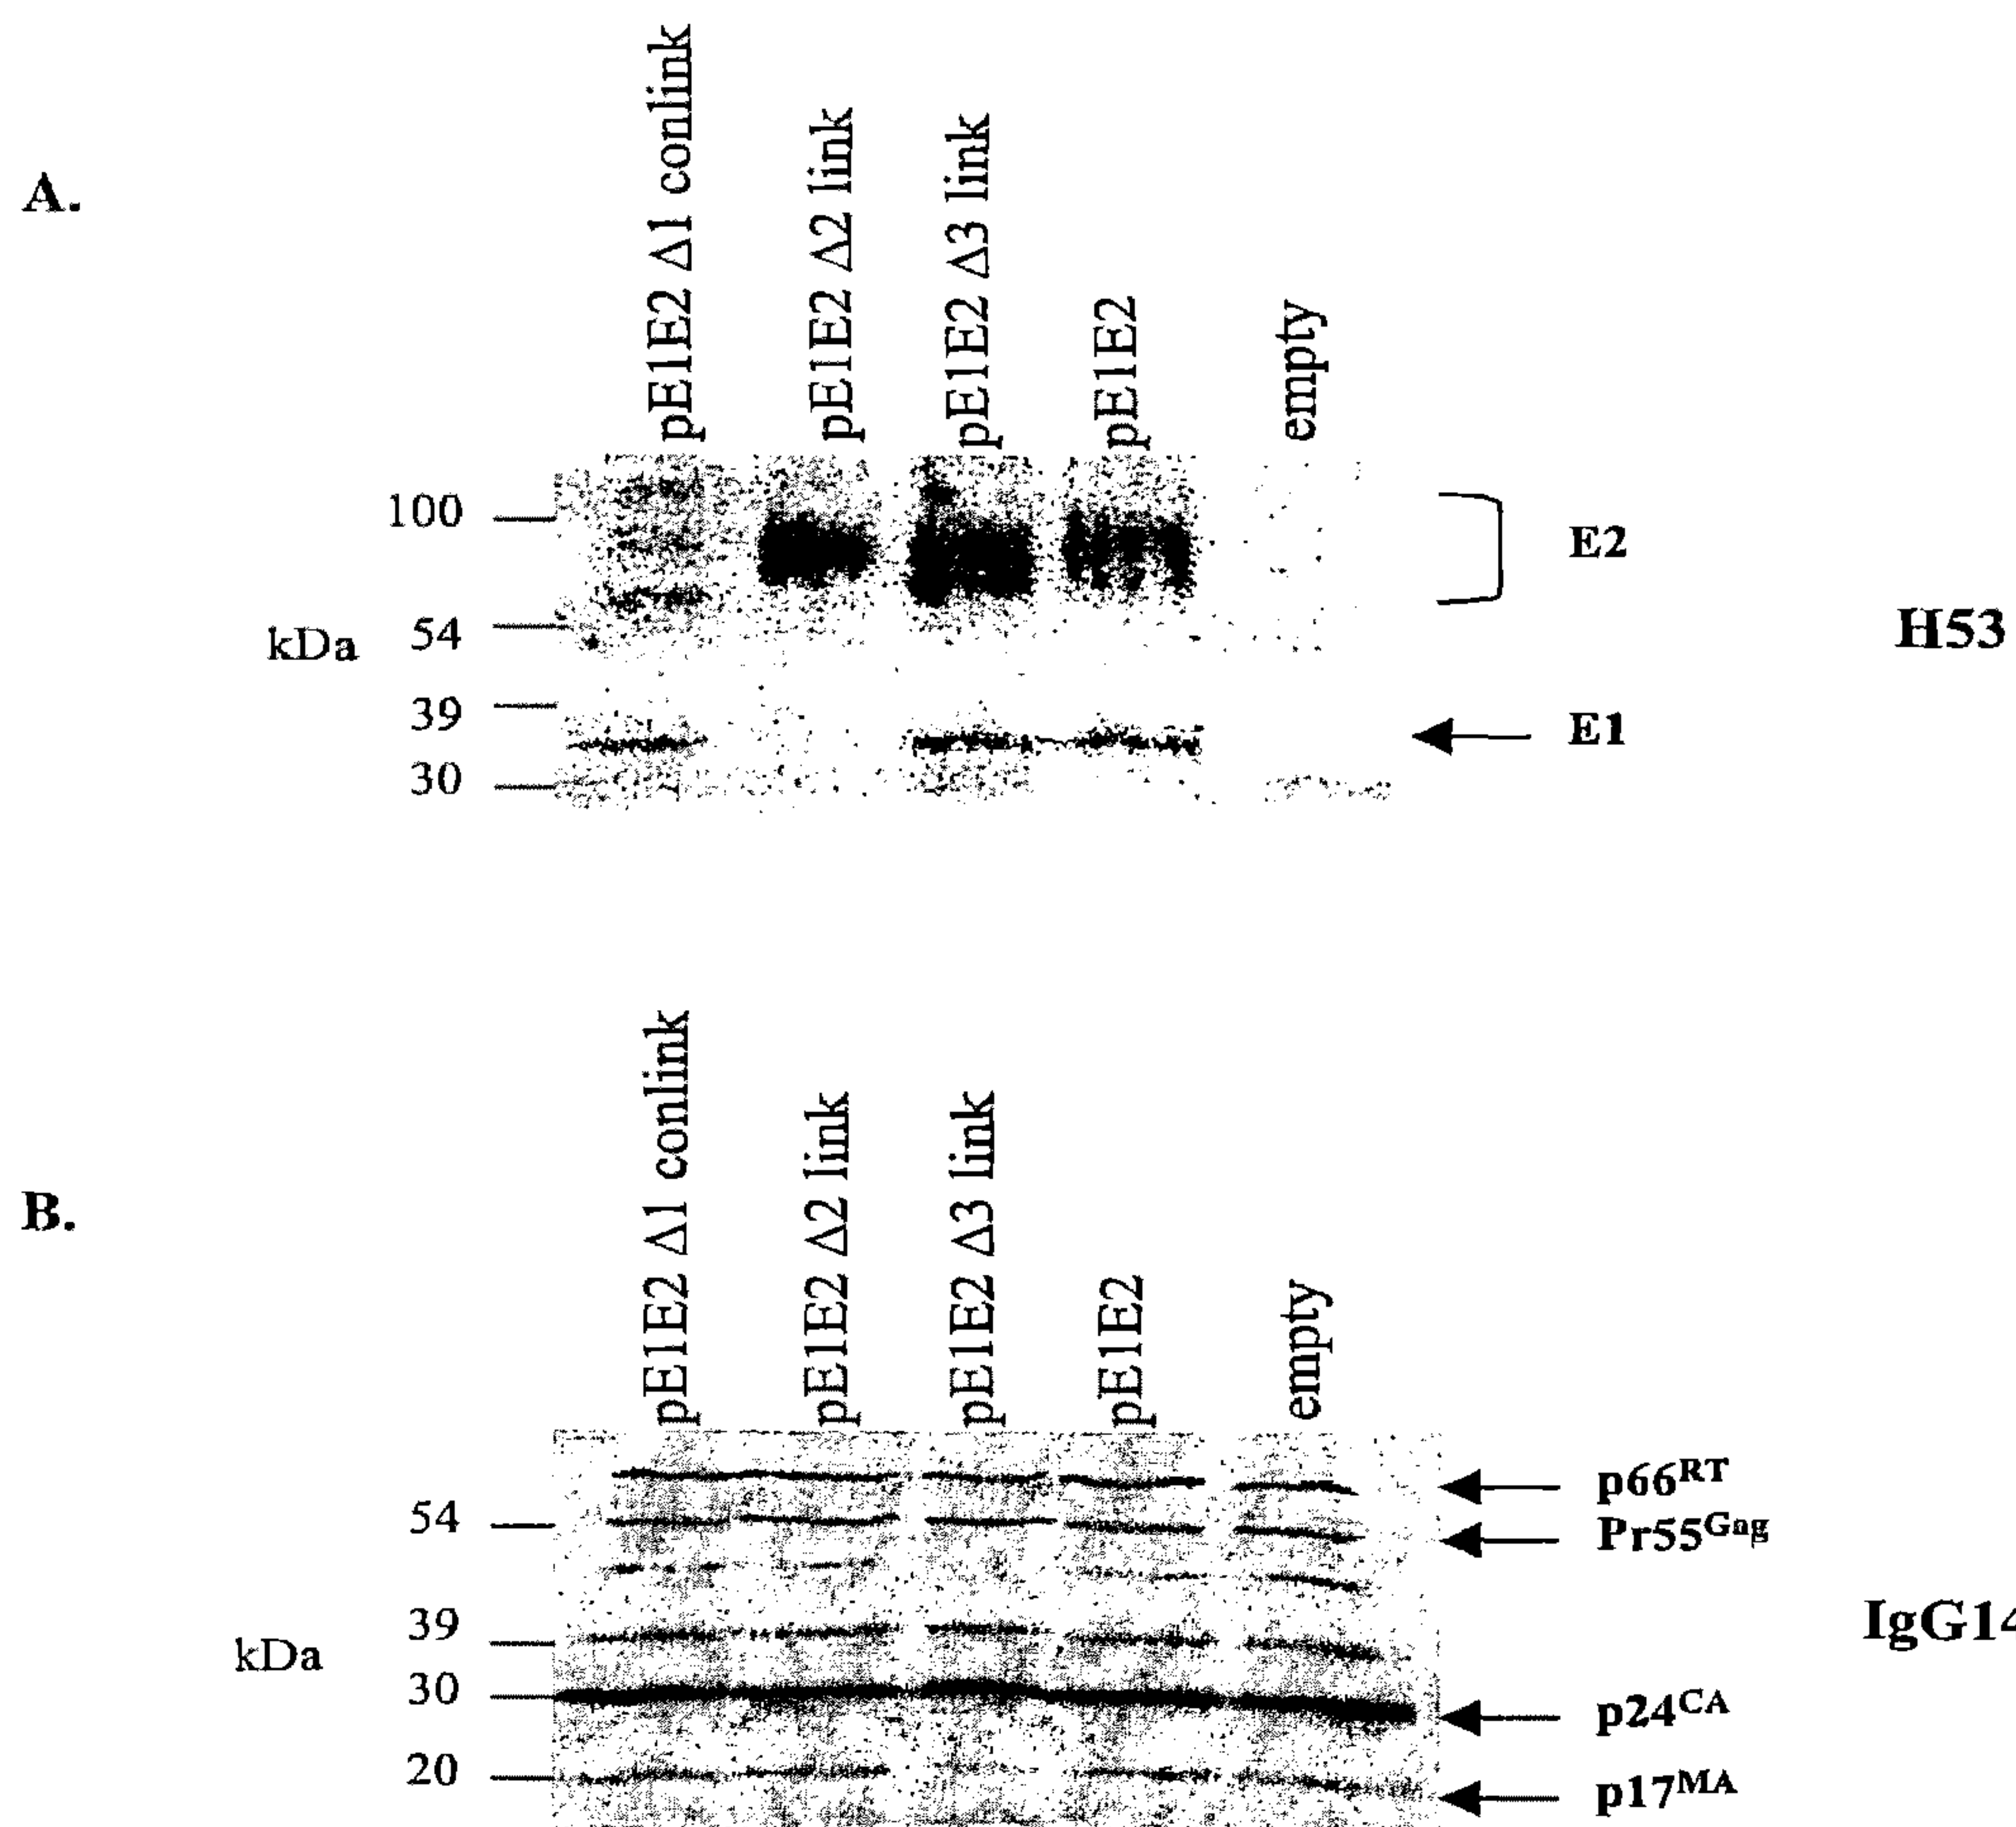 A.
pE1E2 Δ1 conlink
pE1E2 Δ2 link
pE1E2 Δ3 link
pE1E2
empty
100
54
kDa
39
30
E2
E1
H53
B.
pE1E2 Δ1 conlink
pE1E2 Δ2 link
pE1E2 Δ3 link
pE1E2
empty
54
39
kDa
30
20
p66RT
Pr55Gag
p24CA
p17MA
IgG14